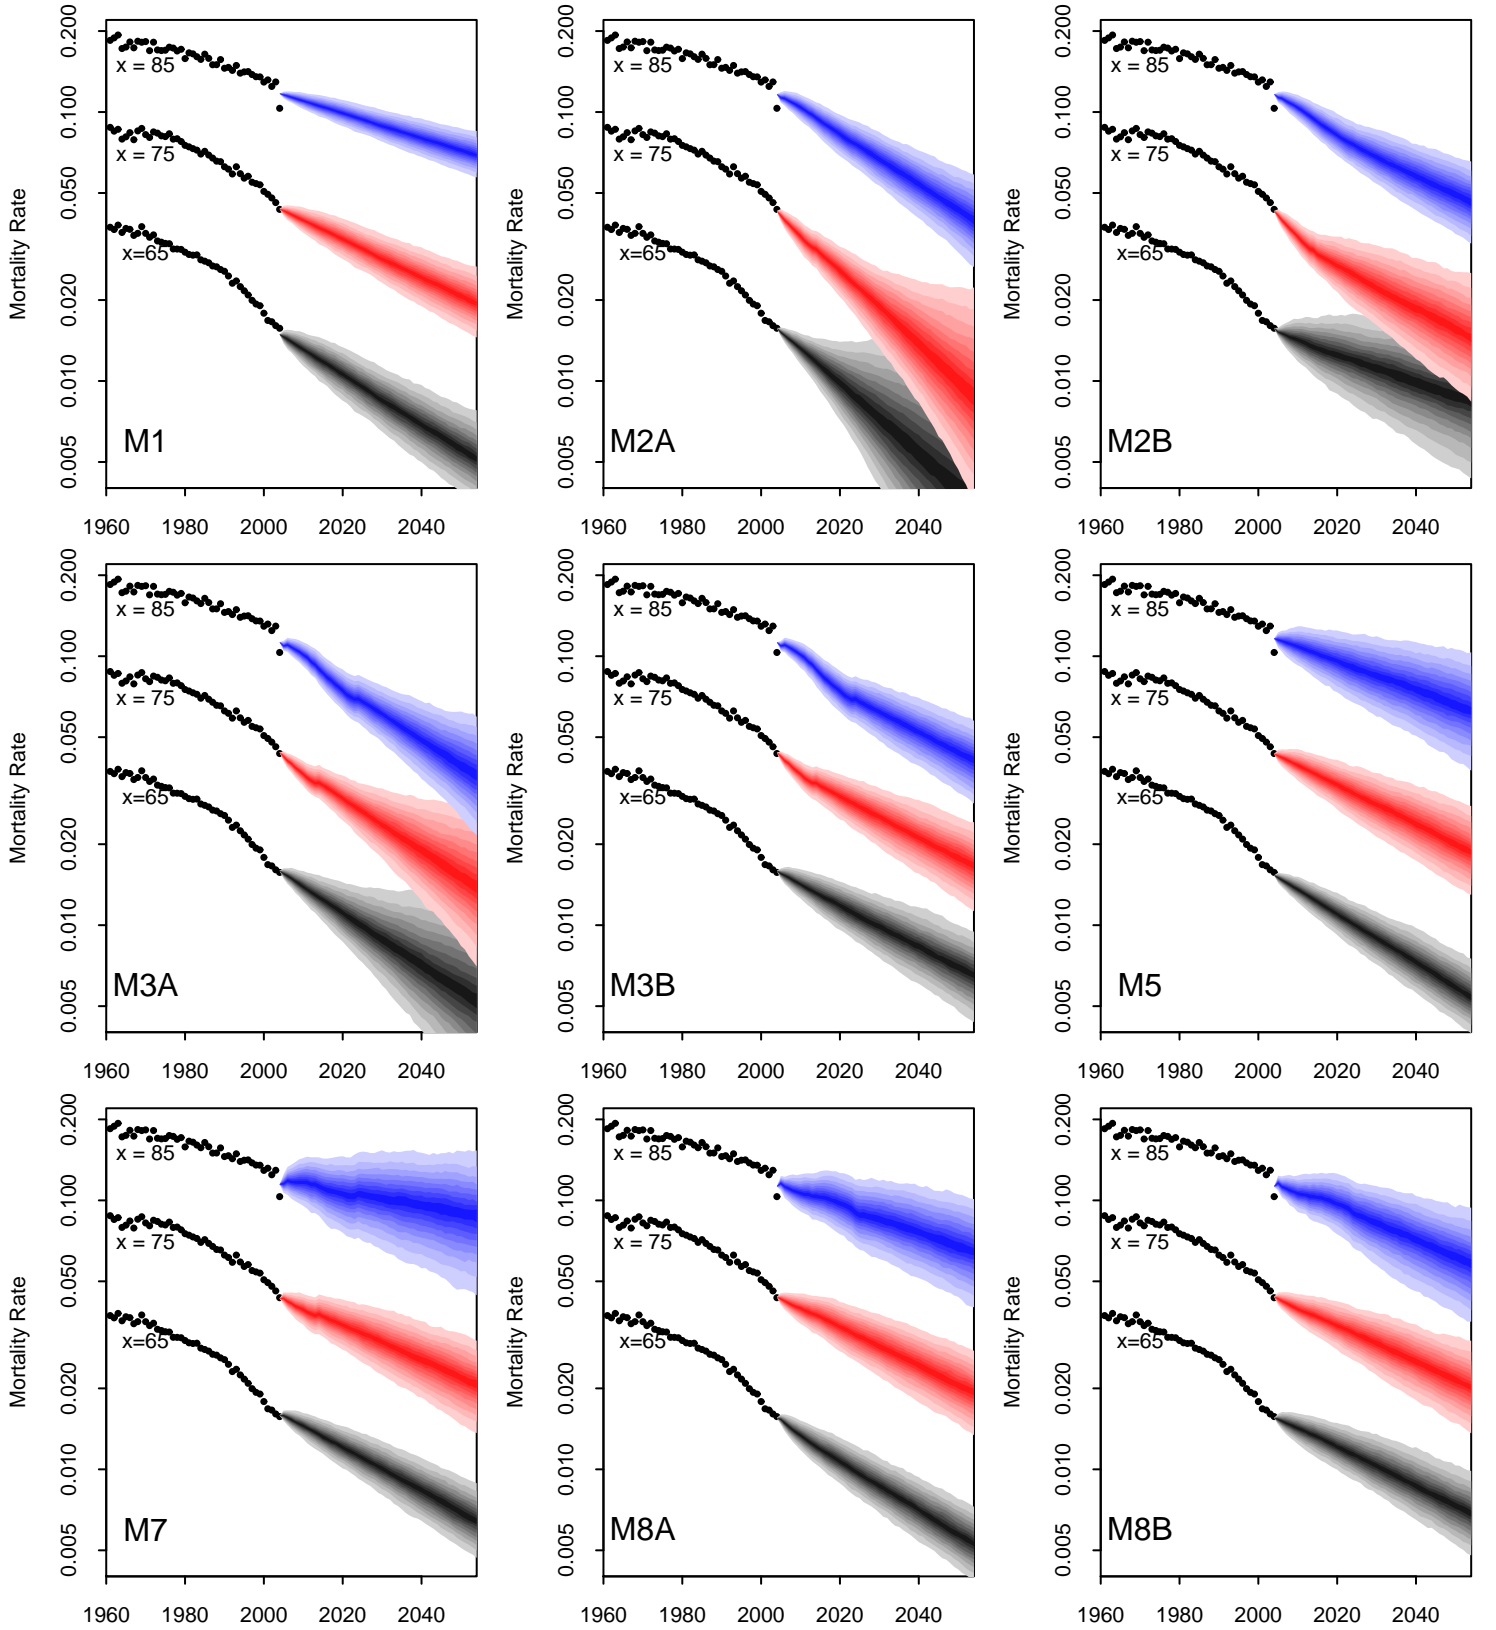 0.200
0.100
0.050
0.020
0.010
0.005
Mortality Rate
x = 85
x = 75
x=65
M1
1960 1980 2000 2020 2040
0.200
0.100
0.050
0.020
0.010
0.005
Mortality Rate
x = 85
x = 75
x=65
M2A
1960 1980 2000 2020 2040
0.200
0.100
0.050
0.020
0.010
0.005
Mortality Rate
x = 85
x = 75
x=65
M2B
1960 1980 2000 2020 2040
0.200
0.100
0.050
0.020
0.010
0.005
Mortality Rate
x = 85
x = 75
x=65
M3A
1960 1980 2000 2020 2040
0.200
0.100
0.050
0.020
0.010
0.005
Mortality Rate
x = 85
x = 75
x=65
M3B
1960 1980 2000 2020 2040
0.200
0.100
0.050
0.020
0.010
0.005
Mortality Rate
x = 85
x = 75
x=65
M5
1960 1980 2000 2020 2040
0.200
0.100
0.050
0.020
0.010
0.005
Mortality Rate
x = 85
x = 75
x=65
M7
1960 1980 2000 2020 2040
0.200
0.100
0.050
0.020
0.010
0.005
Mortality Rate
x = 85
x = 75
x=65
M8A
1960 1980 2000 2020 2040
0.200
0.100
0.050
0.020
0.010
0.005
Mortality Rate
x = 85
x = 75
x=65
M8B
1960 1980 2000 2020 2040